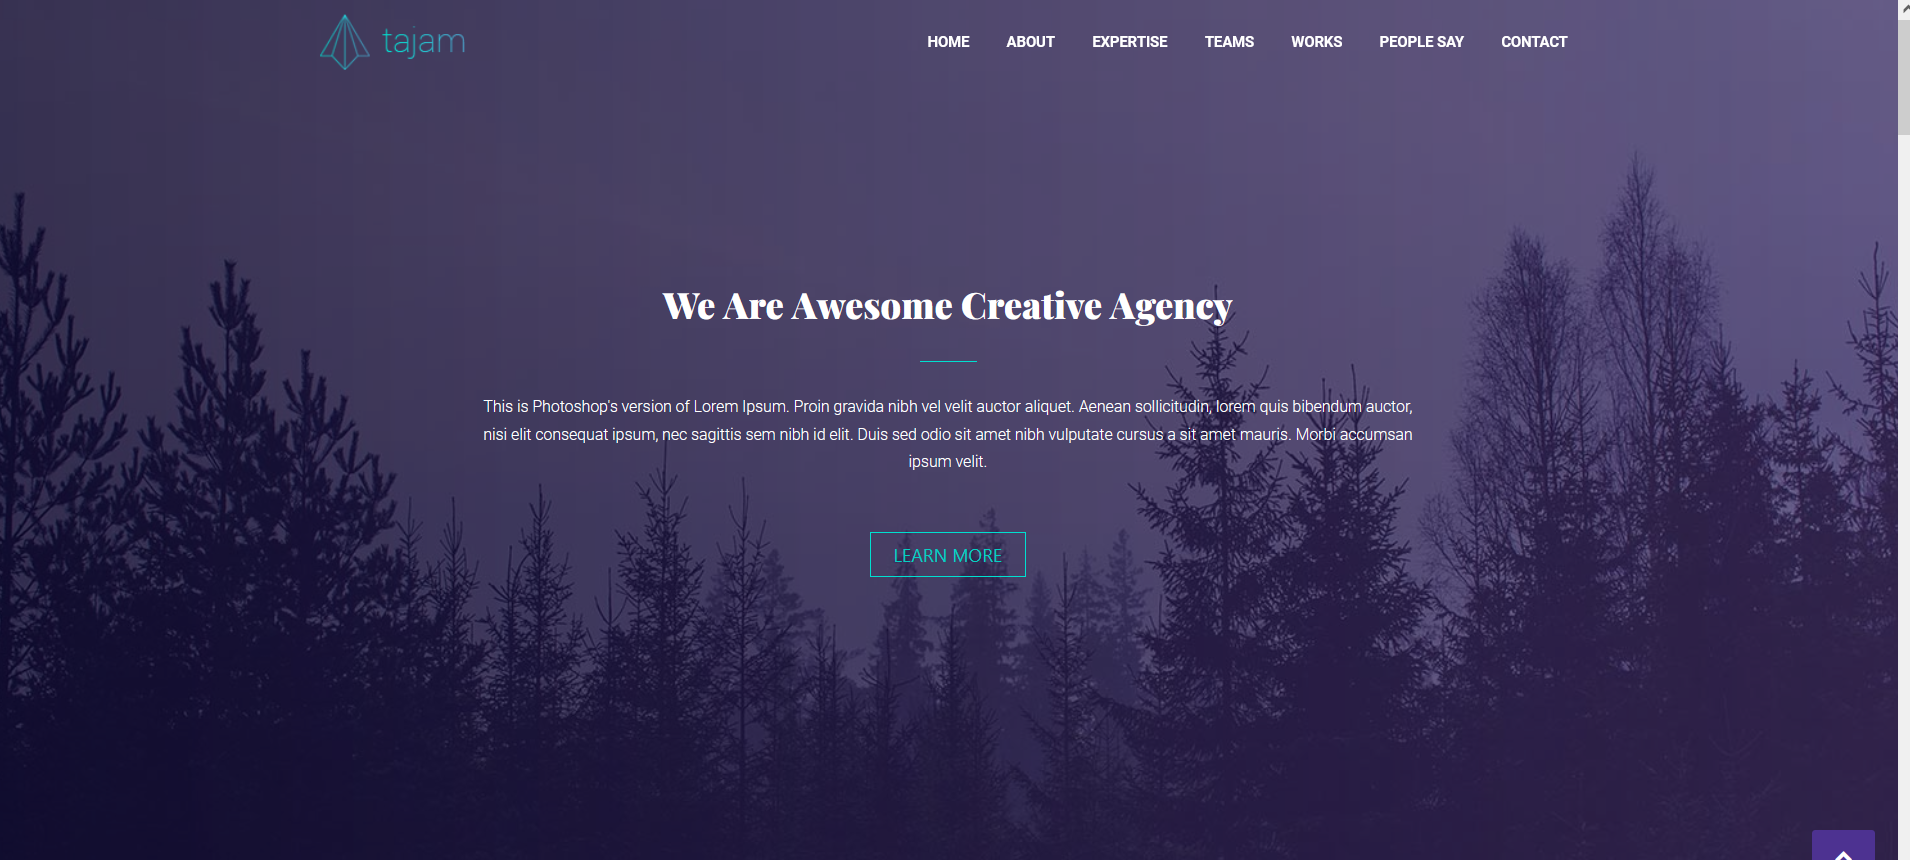 tajam
HOME ABOUT EXPERTISE TEAMS WORKS PEOPLE SAY CONTACT
We Are Awesome Creative Agency
This is Photoshop's version of Lorem Ipsum. Proin gravida nibh vel velit auctor aliquet. Aenean sollicitudin, lorem quis bibendum auctor,
nisi elit consequat ipsum, nec sagittis sem nibh id elit. Duis sed odio sit amet nibh vulputate cursus a sit amet mauris. Morbi accumsan
ipsum velit.
LEARN MORE